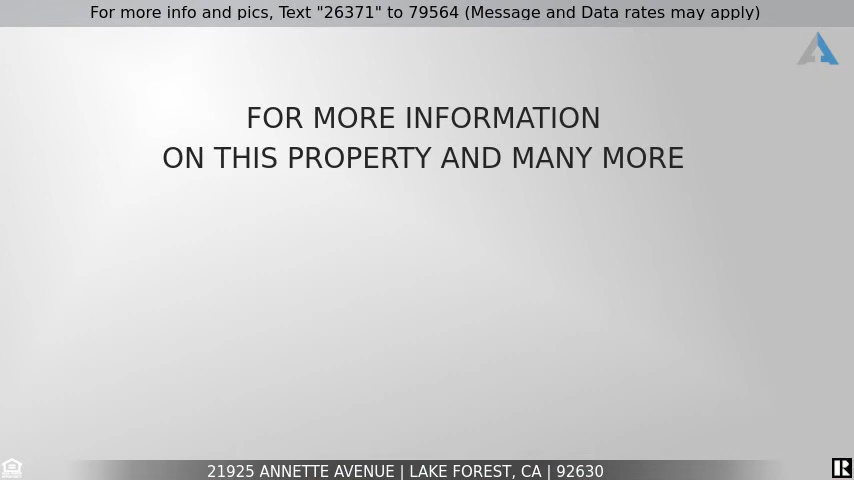 For more info and pics, Text "26371" to 79564 (Message and Data rates may apply)
FOR MORE INFORMATION
ON THIS PROPERTY AND MANY MORE
21925 ANNETTE AVENUE | LAKE FOREST, CA | 92630